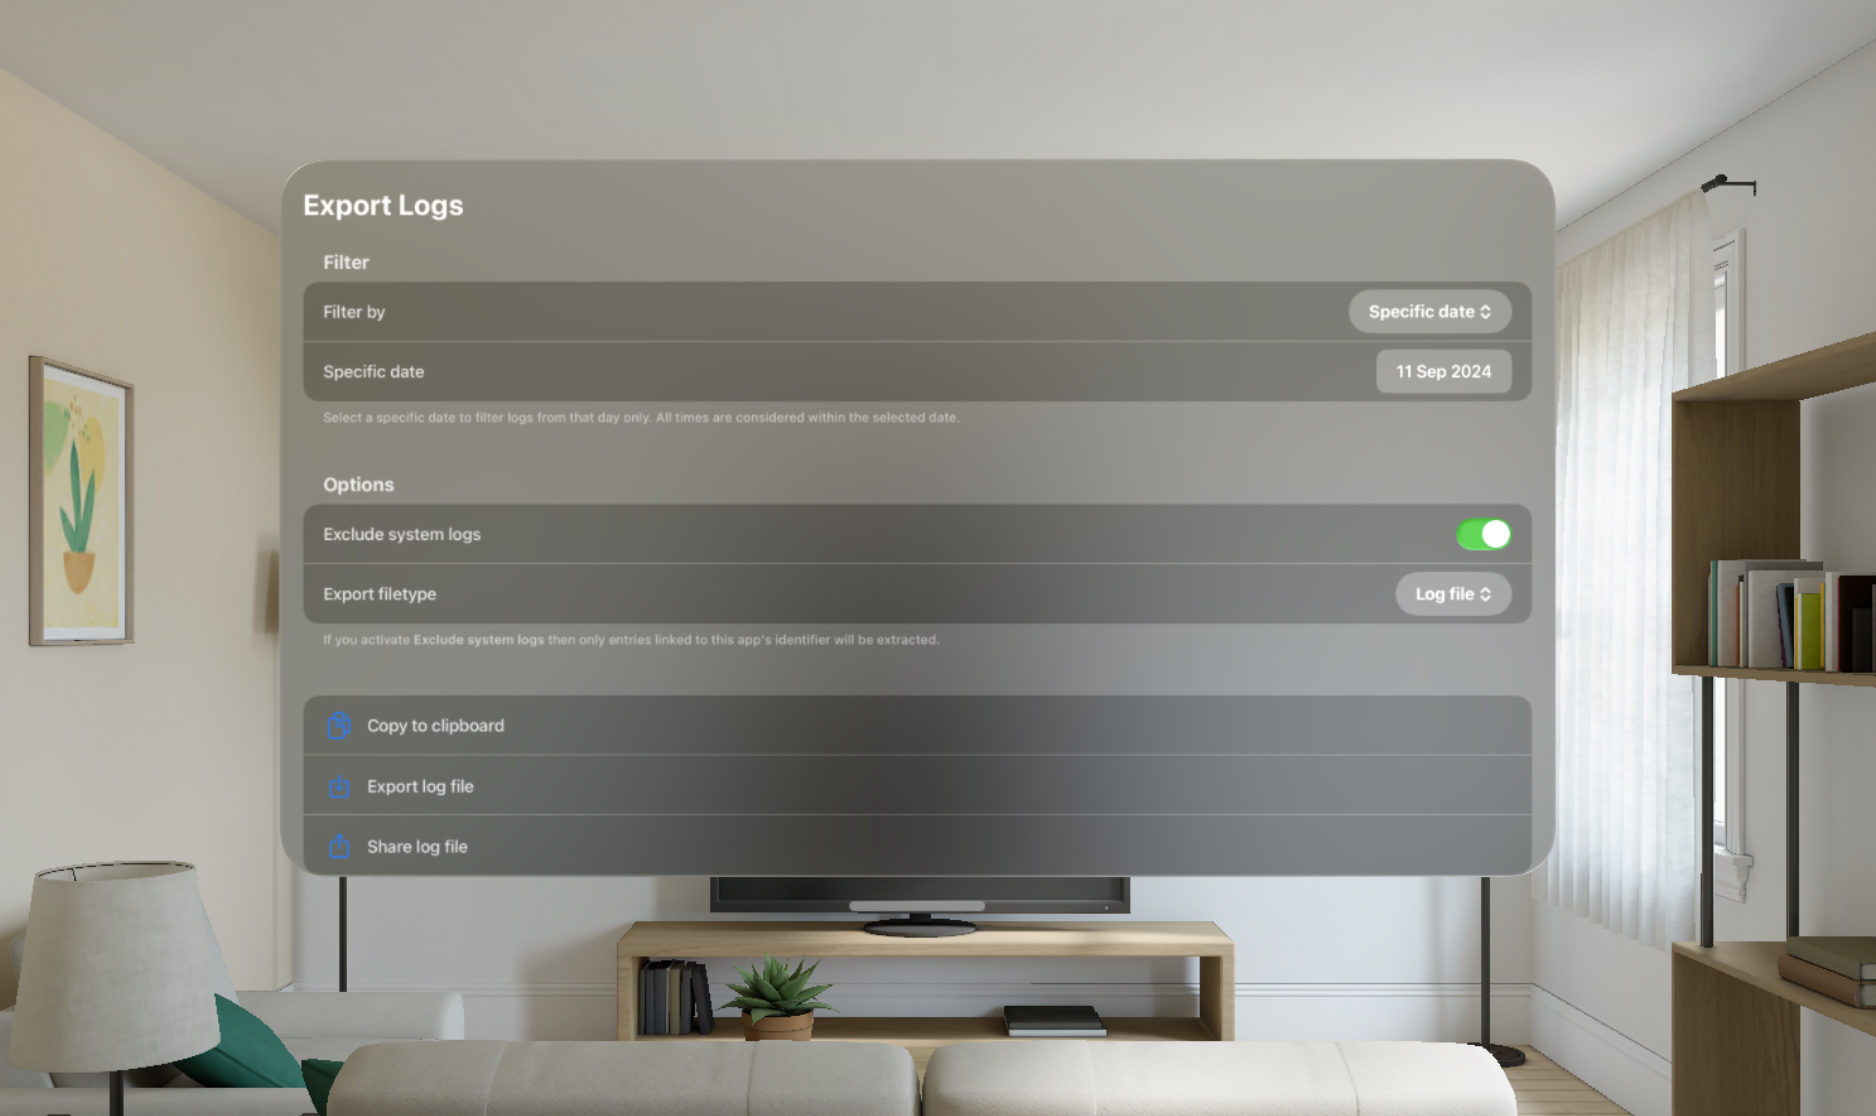 Export Logs
Filter
Filter by
Specific date
Specific date
11 Sep 2024
Select a specific date to filter logs from that day only. All times are considered within the selected date.
Options
Exclude system logs
Export filetype
Log file
If you activate Exclude system logs then only entries linked to this app's identifier will be extracted.
Copy to clipboard
Export log file
Share log file